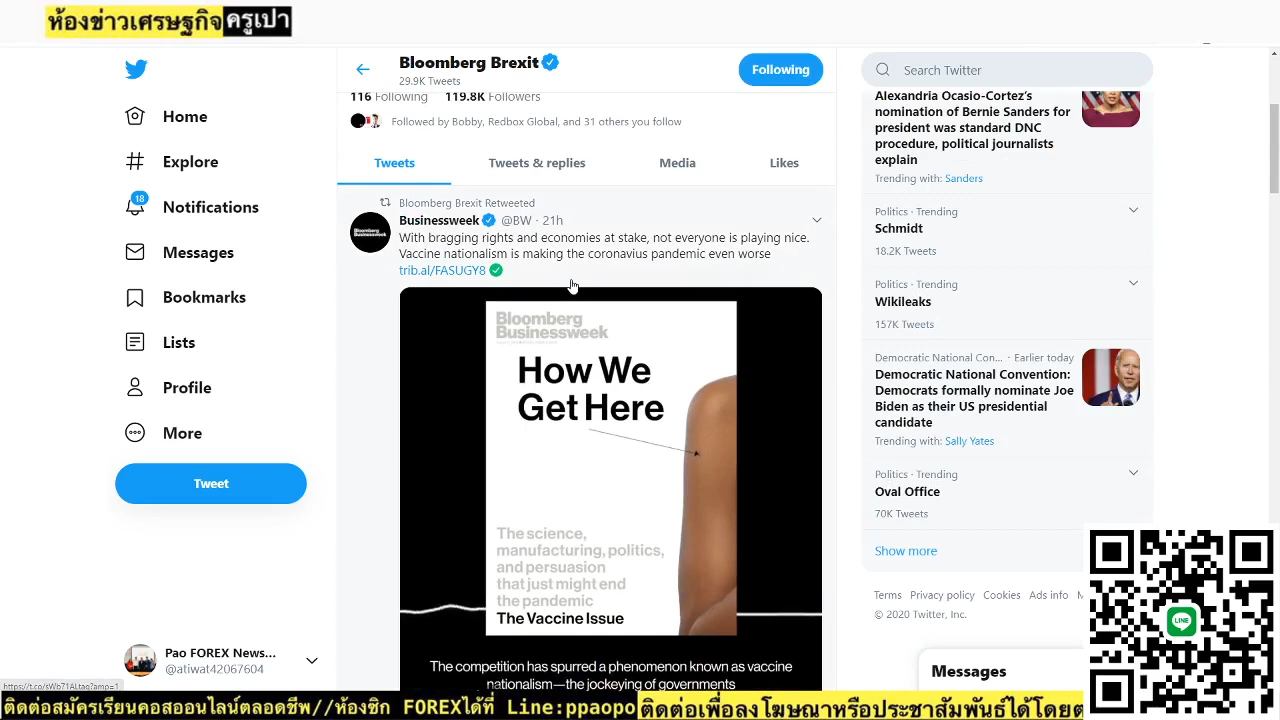 ห้องข่าวเศรษฐกิจครูเปา
Home
Explore
18
Notifications
Messages
Bookmarks
Lists
Profile
More
Tweet
Pao FOREX News...
@atiwat42067604
Bloomberg Brexit
29.9K Tweets
Following
116 Following 119.8K Followers
Followed by Bobby, Redbox Global, and 31 others you follow
Tweets Tweets & replies Media Likes
Bloomberg Brexit Retweeted
Businessweek @BW · 21h
With bragging rights and economies at stake, not everyone is playing nice.
Vaccine nationalism is making the coronavius pandemic even worse
trib.al/FASUGY8
Bloomberg
Businessweek
How We
Get Here
The science,
manufacturing, politics,
and persuasion
that just might end
the pandemic
The Vaccine Issue
The competition has spurred a phenomenon known as vaccine
nationalism—the jockeying of governments
Search Twitter
Alexandria Ocasio-Cortez's
nomination of Bernie Sanders for
president was standard DNC
procedure, political journalists
explain
Trending with: Sanders
Politics · Trending
Schmidt
18.2K Tweets
Politics · Trending
Wikileaks
157K Tweets
Democratic National Con... · Earlier today
Democratic National Convention:
Democrats formally nominate Joe
Biden as their US presidential
candidate
Trending with: Sally Yates
Politics · Trending
Oval Office
70K Tweets
Show more
Terms Privacy policy Cookies Ads info
© 2020 Twitter, Inc.
Messages
LINE
ติดต่อสมัครเรียนคอสออนไลน์ตลอดชีพ//ห้องซิก FOREXได้ที่ Line:ppaopo ติดต่อเพื่อลงโฆษณาหรือประชาสัมพันธ์ได้โดยต